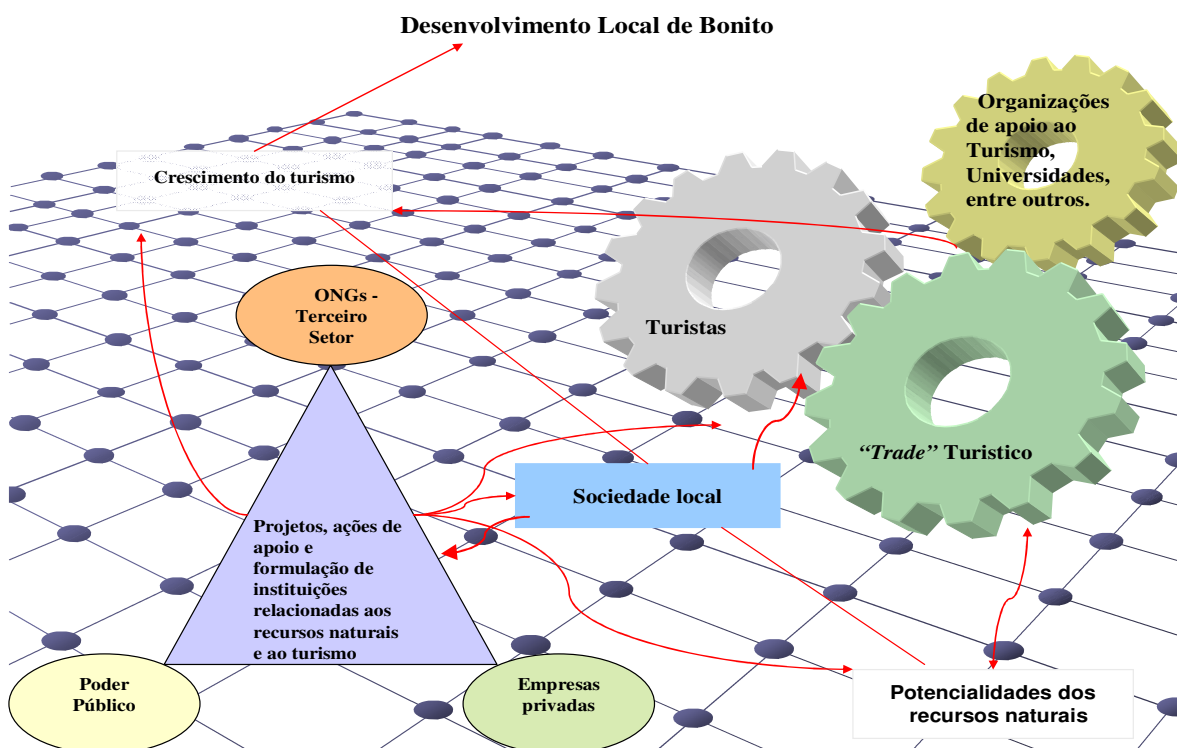 Desenvolvimento Local de Bonito
Organizações
de apoio ao
Turismo,
Universidades,
entre outros.
Crescimento do turismo
ONGs -
Terceiro
Setor
Turistas
“Trade” Turistico
Sociedade local
Projetos, ações de
apoio e
formulação de
instituições
relacionadas aos
recursos naturais
e ao turismo
Poder
Público
Empresas
privadas
Potencialidades dos
recursos naturais